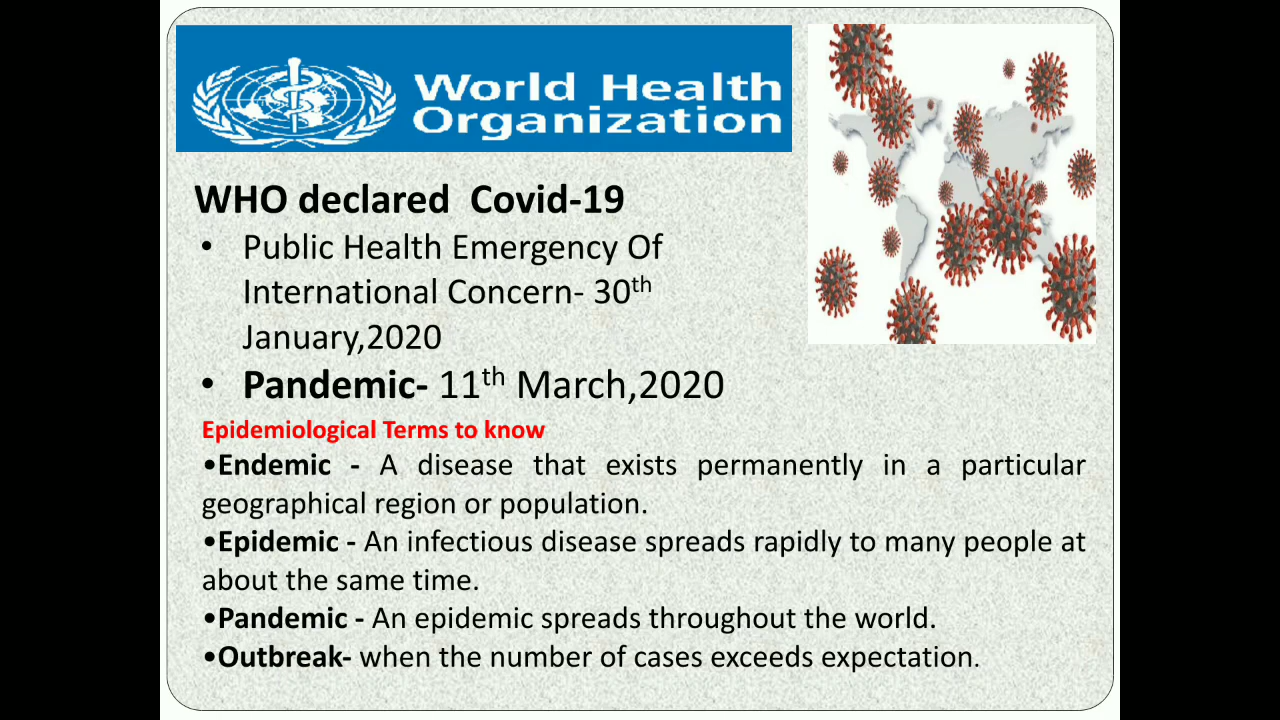 World Health
Organization
WHO declared  Covid-19
• Public Health Emergency Of
International Concern- 30th
January,2020
• Pandemic- 11th March,2020
Epidemiological Terms to know
•Endemic - A disease that exists permanently in a particular
geographical region or population.
•Epidemic - An infectious disease spreads rapidly to many people at
about the same time.
•Pandemic - An epidemic spreads throughout the world.
•Outbreak- when the number of cases exceeds expectation.